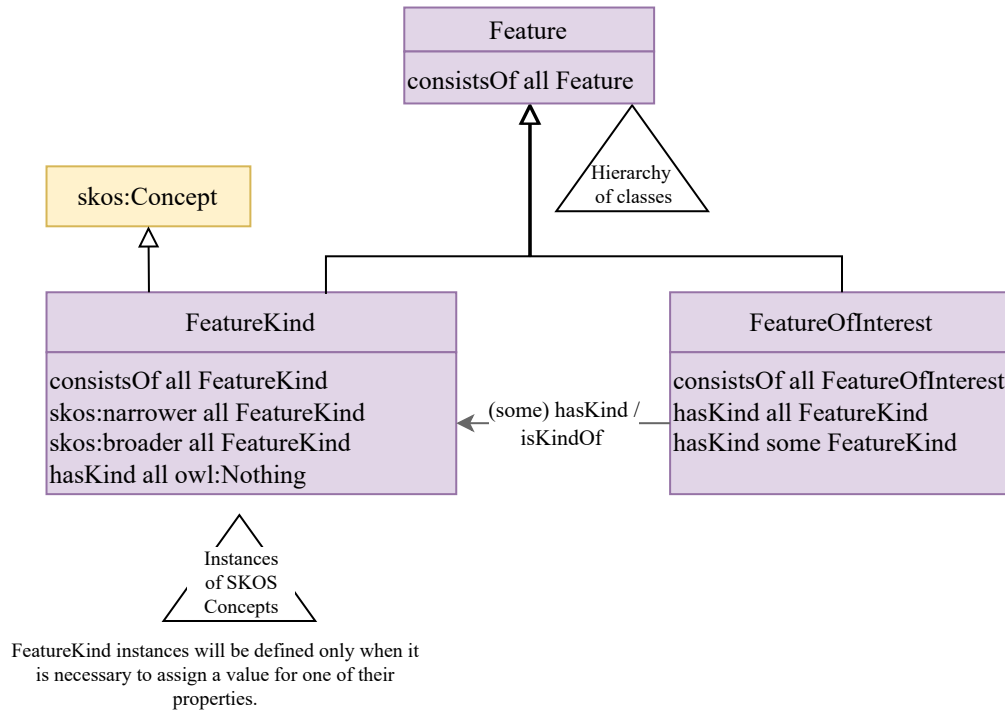 Feature
consistsOf all Feature
Hierarchy
of classes
skos:Concept
FeatureKind
consistsOf all FeatureKind
skos:narrower all FeatureKind
skos:broader all FeatureKind
hasKind all owl:Nothing
(some) hasKind /
isKindOf
FeatureOfInterest
consistsOf all FeatureOfInterest
hasKind all FeatureKind
hasKind some FeatureKind
Instances
of SKOS
Concepts
FeatureKind instances will be defined only when it
is necessary to assign a value for one of their
properties.